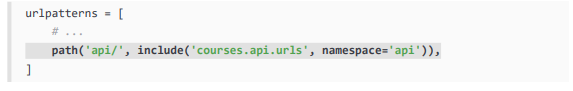 urlpatterns = [
# ...
path('api/', include('courses.api.urls', namespace='api')),
]